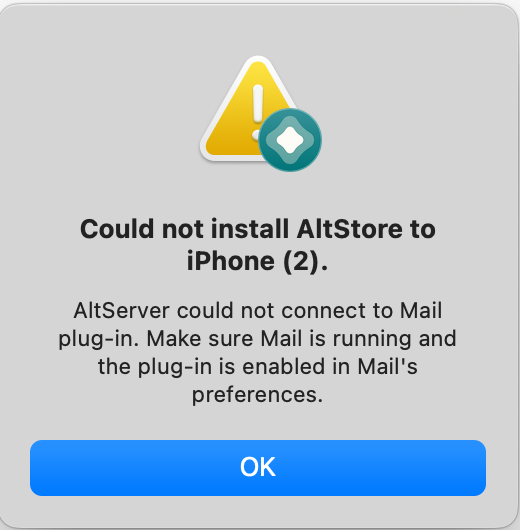 Could not install AltStore to
iPhone (2).
AltServer could not connect to Mail
plug-in. Make sure Mail is running and
the plug-in is enabled in Mail's
preferences.
OK